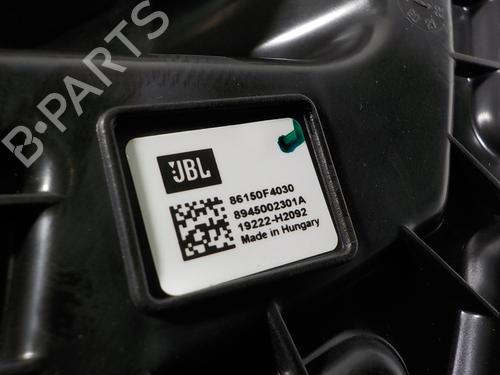 B-PARTS
JBL
86150F4030
8945002301A
19222-H2092
Made in Hungary